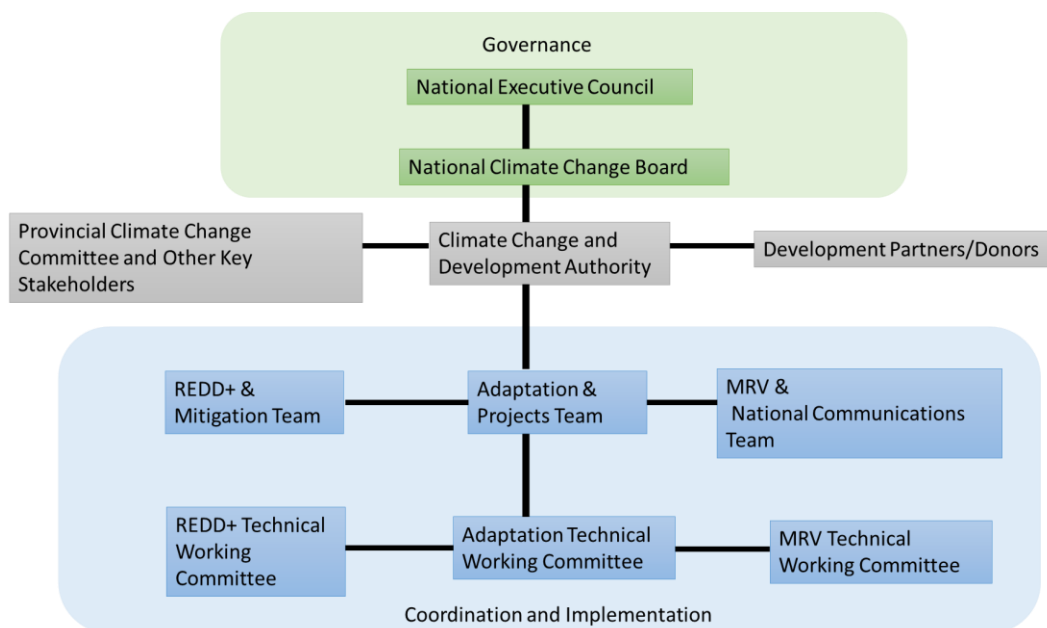 Governance
National Executive Council
National Climate Change Board
Provincial Climate Change
Committee and Other Key
Stakeholders
Climate Change and
Development Authority
Development Partners/Donors
REDD+ &
Mitigation Team
Adaptation &
Projects Team
MRV &
National Communications
Team
REDD+ Technical
Working
Committee
Adaptation Technical
Working Committee
MRV Technical
Working Committee
Coordination and Implementation